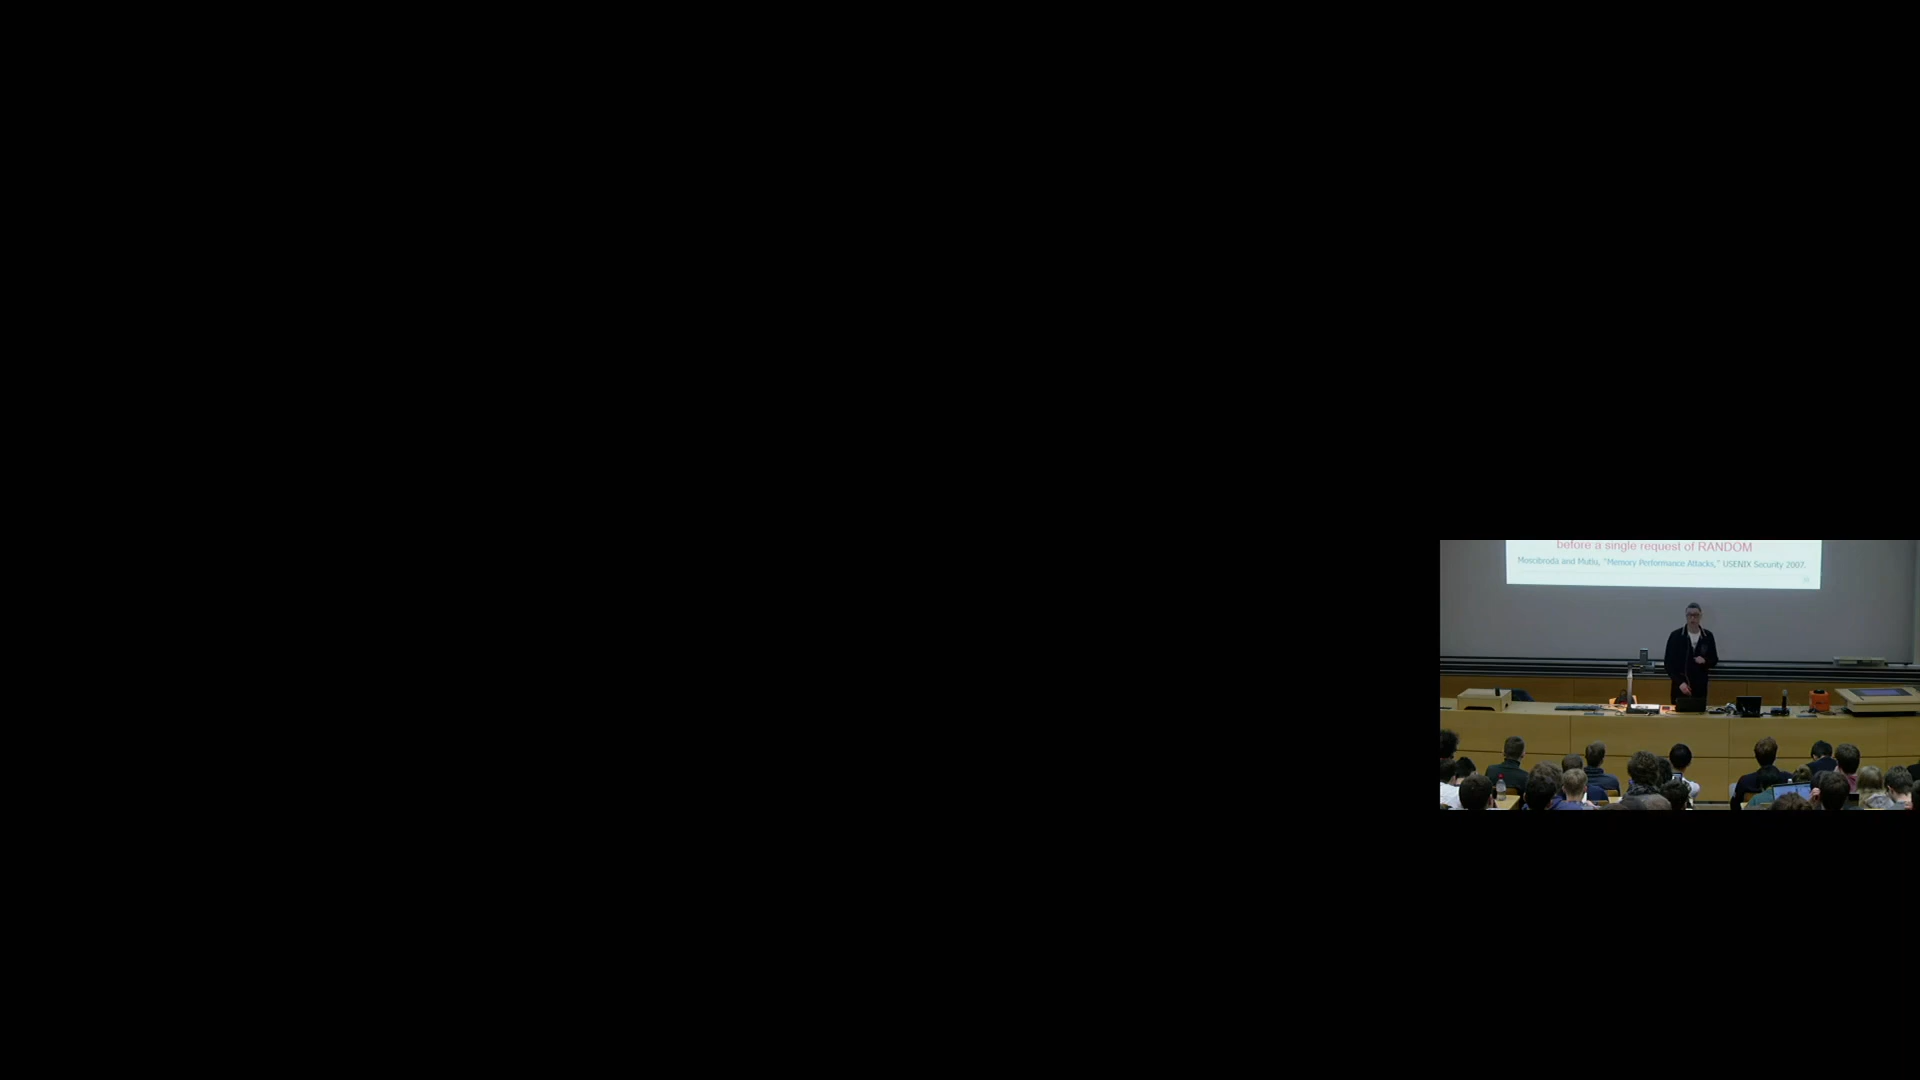 before a single request of RANDOM
Moscibroda and Mutlu, "Memory Performance Attacks," USENIX Security 2007.